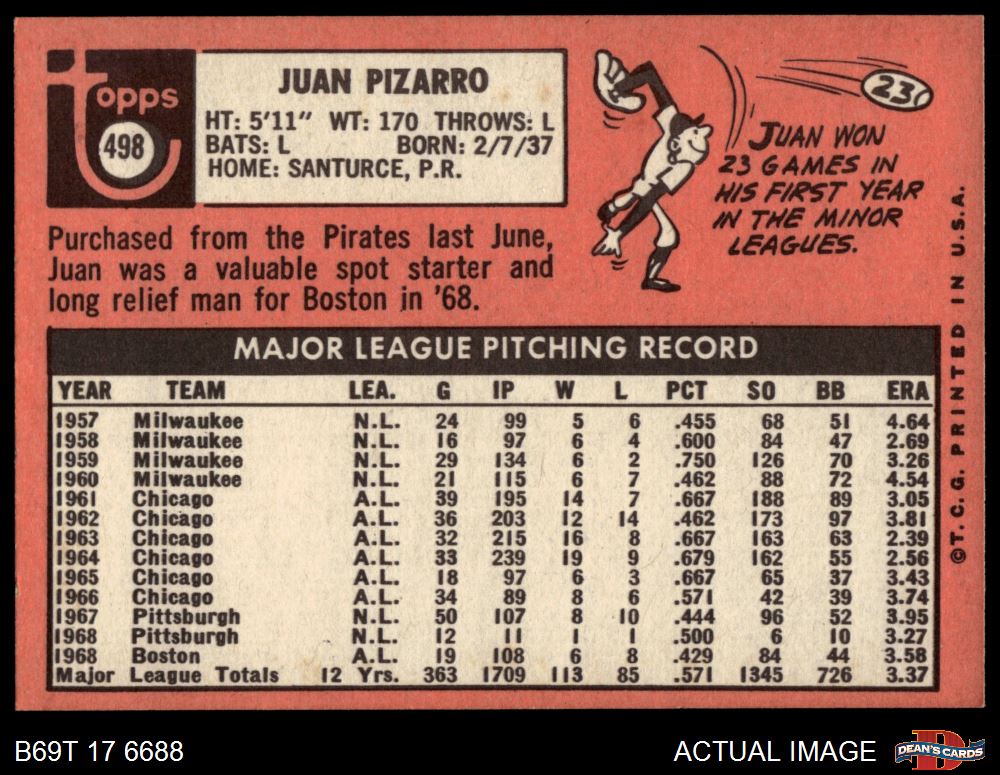 topps
498
JUAN PIZARRO
HT: 5'11" WT: 170 THROWS: L
BATS: L BORN: 2/7/37
HOME: SANTURCE, P.R.
23
JUAN WON
23 GAMES IN
HIS FIRST YEAR
IN THE MINOR
LEAGUES.
Purchased from the Pirates last June,
Juan was a valuable spot starter and
long relief man for Boston in '68.
MAJOR LEAGUE PITCHING RECORD
YEAR TEAM LEA. G IP W L PCT SO BB ERA
1957 Milwaukee N.L. 24 99 5 6 .455 68 51 4.64
1958 Milwaukee N.L. 16 97 6 4 .600 84 47 2.69
1959 Milwaukee N.L. 29 134 6 2 .750 126 70 3.26
1960 Milwaukee N.L. 21 115 6 7 .462 88 72 4.54
1961 Chicago A.L. 39 195 14 7 .667 188 89 3.05
1962 Chicago A.L. 36 203 12 14 .462 173 97 3.81
1963 Chicago A.L. 32 215 16 8 .667 163 63 2.39
1964 Chicago A.L. 33 239 19 9 .679 162 55 2.56
1965 Chicago A.L. 18 97 6 3 .667 65 37 3.43
1966 Chicago A.L. 34 89 8 6 .571 42 39 3.74
1967 Pittsburgh N.L. 50 107 8 10 .444 96 52 3.95
1968 Pittsburgh N.L. 12 11 1 1 .500 6 10 3.27
1968 Boston A.L. 19 108 6 8 .429 84 44 3.58
Major League Totals 12 Yrs. 363 1709 113 85 .571 1345 726 3.37
©T. C. G. PRINTED IN U.S.A.
B69T 17 6688
ACTUAL IMAGE
DEAN'S CARDS